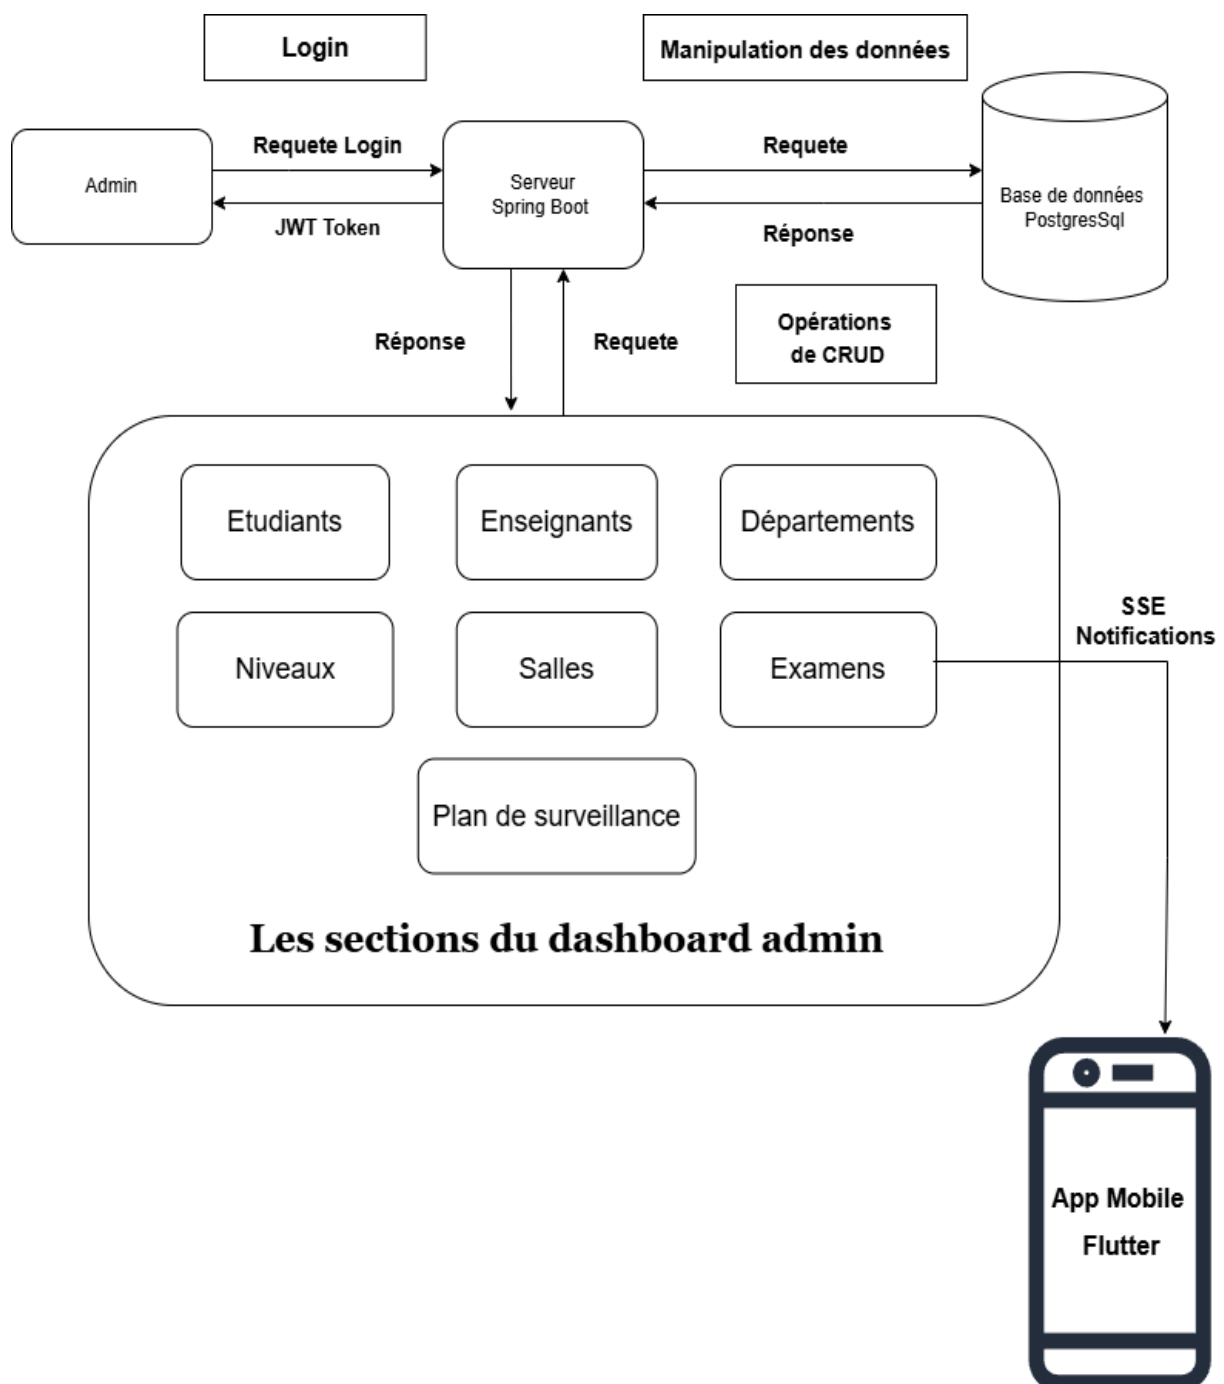 Login
Manipulation des données
Admin
Requete Login
JWT Token
Serveur
Spring Boot
Requete
Réponse
Base de données
PostgresSql
Réponse
Requete
Opérations
de CRUD
Etudiants
Enseignants
Départements
Niveaux
Salles
Examens
SSE
Notifications
Plan de surveillance
Les sections du dashboard admin
App Mobile
Flutter